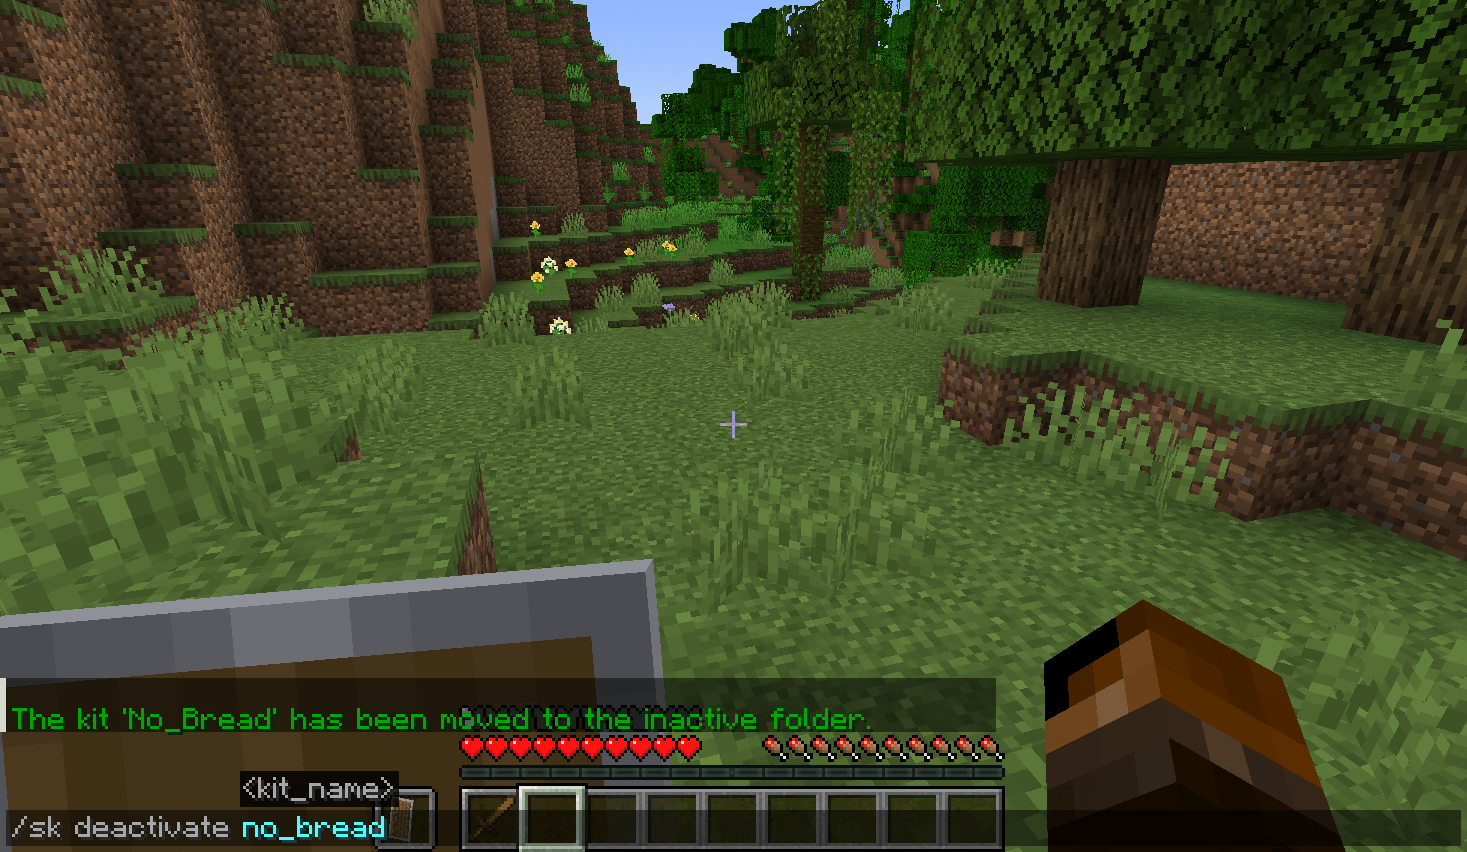 The kit 'No_Bread' has been moved to the inactive folder.
<kit_name>
/sk deactivate no_bread